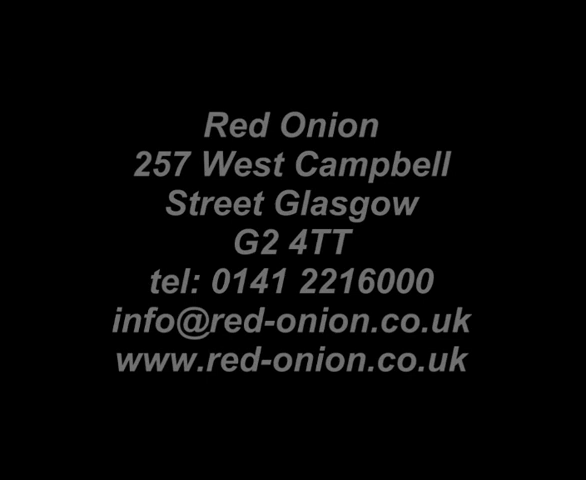 Red Onion
257 West Campbell
Street Glasgow
G2 4TT
tel: 0141 2216000
info@red-onion.co.uk
www.red-onion.co.uk